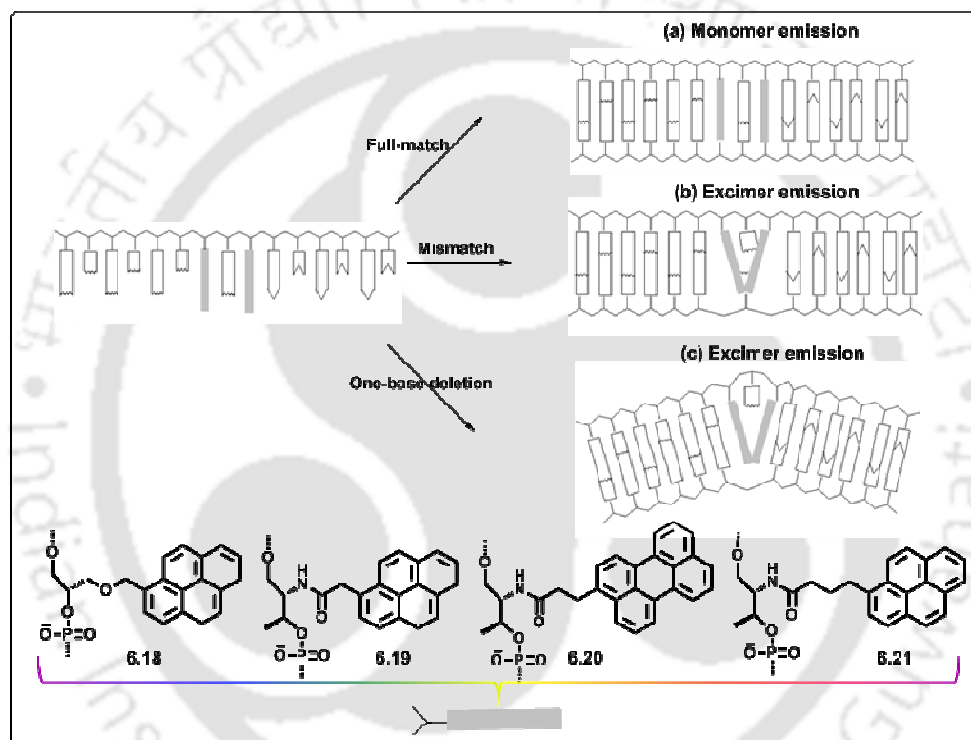 (a) Monomer emission
Full-match
(b) Excimer emission
Mismatch
(c) Excimer emission
One-base-deletion
O
O
O
O̅-P=O
6.18
O
H
N
O
O
O̅-P=O
6.19
O
H
N
O
O
O̅-P=O
6.20
O
H
N
O
O
O̅-P=O
6.21